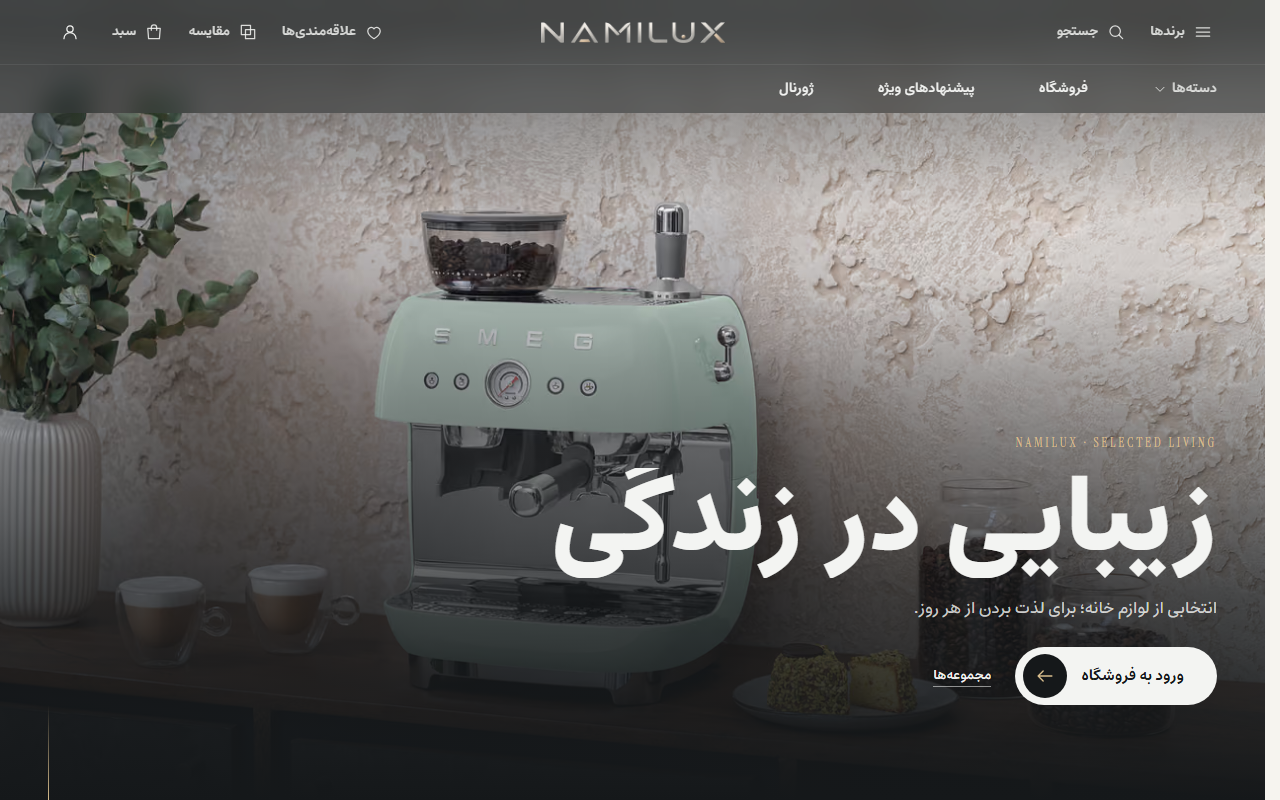 برندها
جستجو
NAMILUX
علاقه‌مندی‌ها
مقایسه
سبد
دسته‌ها
فروشگاه
پیشنهادهای ویژه
ژورنال
SMEG
NAMILUX · SELECTED LIVING
زیبایی در زندگی
انتخابی از لوازم خانه؛ برای لذت بردن از هر روز.
ورود به فروشگاه
مجموعه‌ها